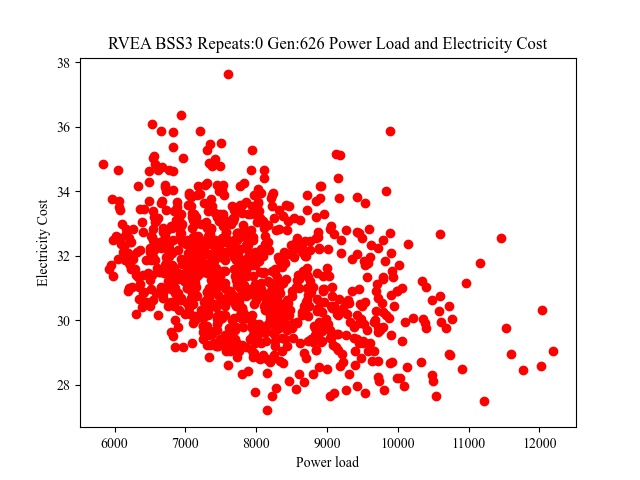 RVEA BSS3 Repeats:0 Gen:626 Power Load and Electricity Cost
38
36
34
32
30
28
Electricity Cost
6000 7000 8000 9000 10000 11000 12000
Power load